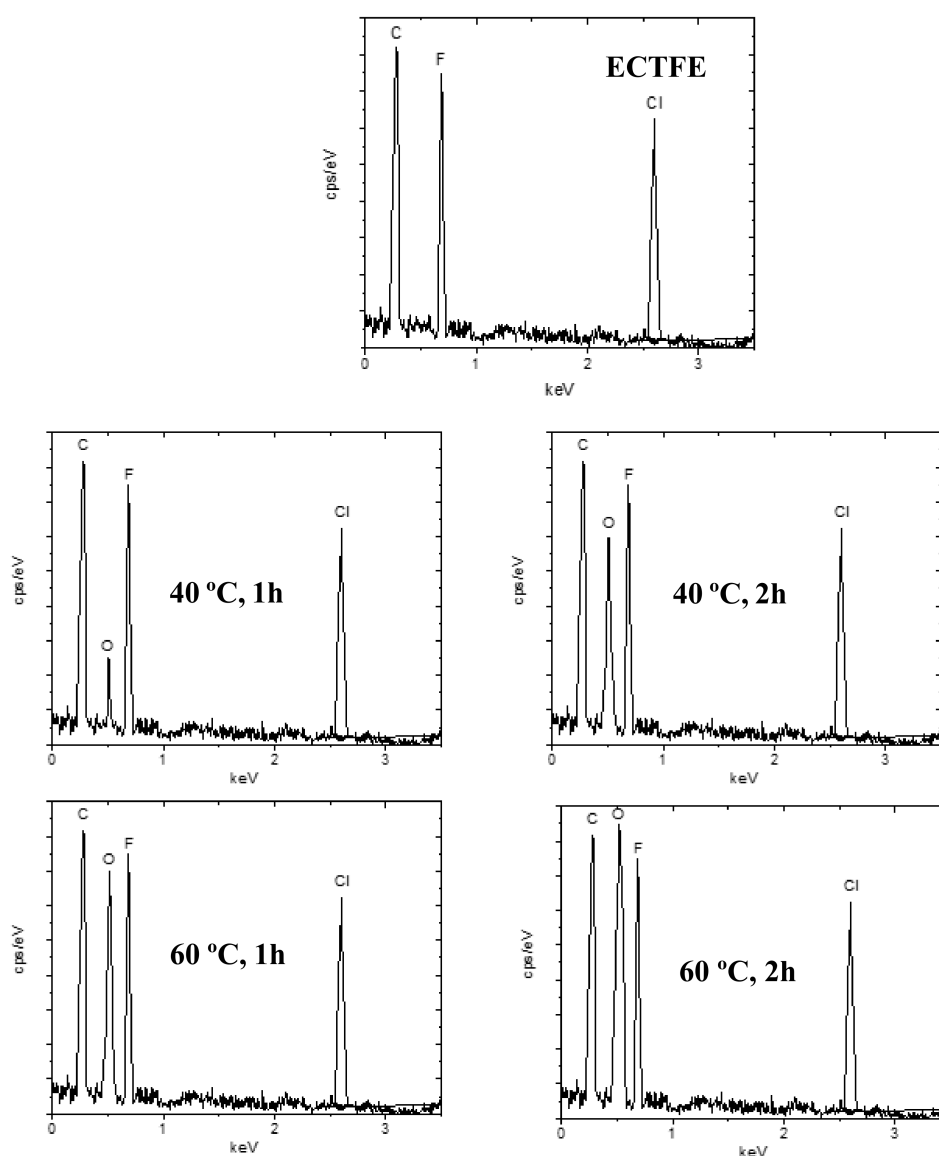 C
F
ECTFE
Cl
cps/eV
0 1 2 3
keV
C
F
O
Cl
cps/eV
40 ºC, 1h
0 1 2 3
keV
C
F
O
Cl
cps/eV
40 ºC, 2h
0 1 2 3
keV
C
O
F
Cl
cps/eV
60 ºC, 1h
0 1 2 3
keV
C
O
F
Cl
cps/eV
60 ºC, 2h
0 1 2 3
keV